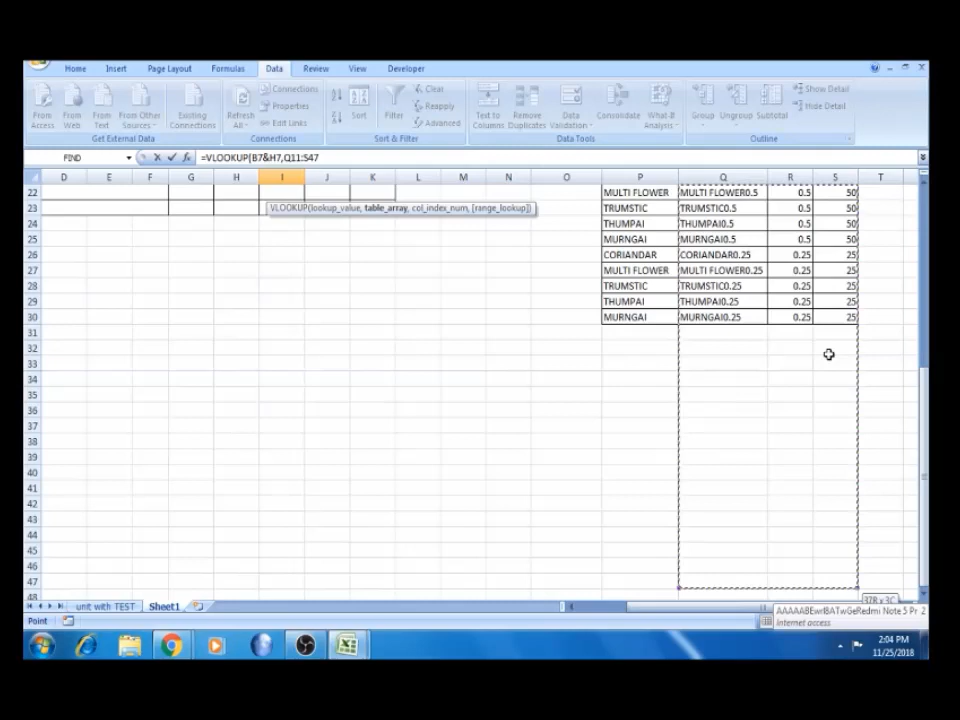 Home Insert Page Layout Formulas Data Review View Developer
From Access From Web From Text From Other Sources Existing Connections Refresh All Connections Properties Edit Links Sort Filter Clear Reapply Advanced Text to Columns Remove Duplicates Data Validation Consolidate What-If Analysis Group Ungroup Subtotal Show Detail Hide Detail
Get External Data Connections Sort & Filter Data Tools Outline
FIND =VLOOKUP(B7&H7,Q11:S47
D E F G H I J K L M N O P Q R S T
22 MULTI FLOWER MULTI FLOWER0.5 0.5 50
23 VLOOKUP(lookup_value, table_array, col_index_num, [range_lookup]) TRUMSTIC TRUMSTIC0.5 0.5 50
24 THUMPAI THUMPAI0.5 0.5 50
25 MURNGAI MURNGAI0.5 0.5 50
26 CORIANDAR CORIANDAR0.25 0.25 25
27 MULTI FLOWER MULTI FLOWER0.25 0.25 25
28 TRUMSTIC TRUMSTIC0.25 0.25 25
29 THUMPAI THUMPAI0.25 0.25 25
30 MURNGAI MURNGAI0.25 0.25 25
31
32
33
34
35
36
37
38
39
40
41
42
43
44
45
46
47
48
unit with TEST Sheet1
Point
Internet access
2:04 PM
11/25/2018